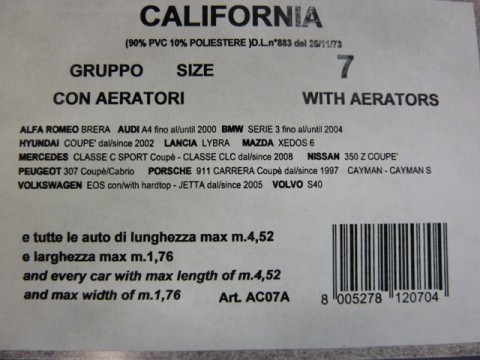 CALIFORNIA
(90% PVC 10% POLIESTERE )D.L.n°883 del 26/11/73
GRUPPO SIZE 7
CON AERATORI WITH AERATORS
ALFA ROMEO BRERA AUDI A4 fino al/until 2000 BMW SERIE 3 fino al/until 2004
HYUNDAI COUPE' dal/since 2002 LANCIA LYBRA MAZDA XEDOS 6
MERCEDES CLASSE C SPORT Coupè - CLASSE CLC dal/since 2008 NISSAN 350 Z COUPE'
PEUGEOT 307 Coupè/Cabrio PORSCHE 911 CARRERA Coupè dal/since 1997 CAYMAN - CAYMAN S
VOLKSWAGEN EOS con/with hardtop - JETTA dal/since 2005 VOLVO S40
e tutte le auto di lunghezza max m.4,52
e larghezza max m.1,76
and every car with max length of m.4,52
and max width of m.1,76 Art. AC07A
8 005278 120704